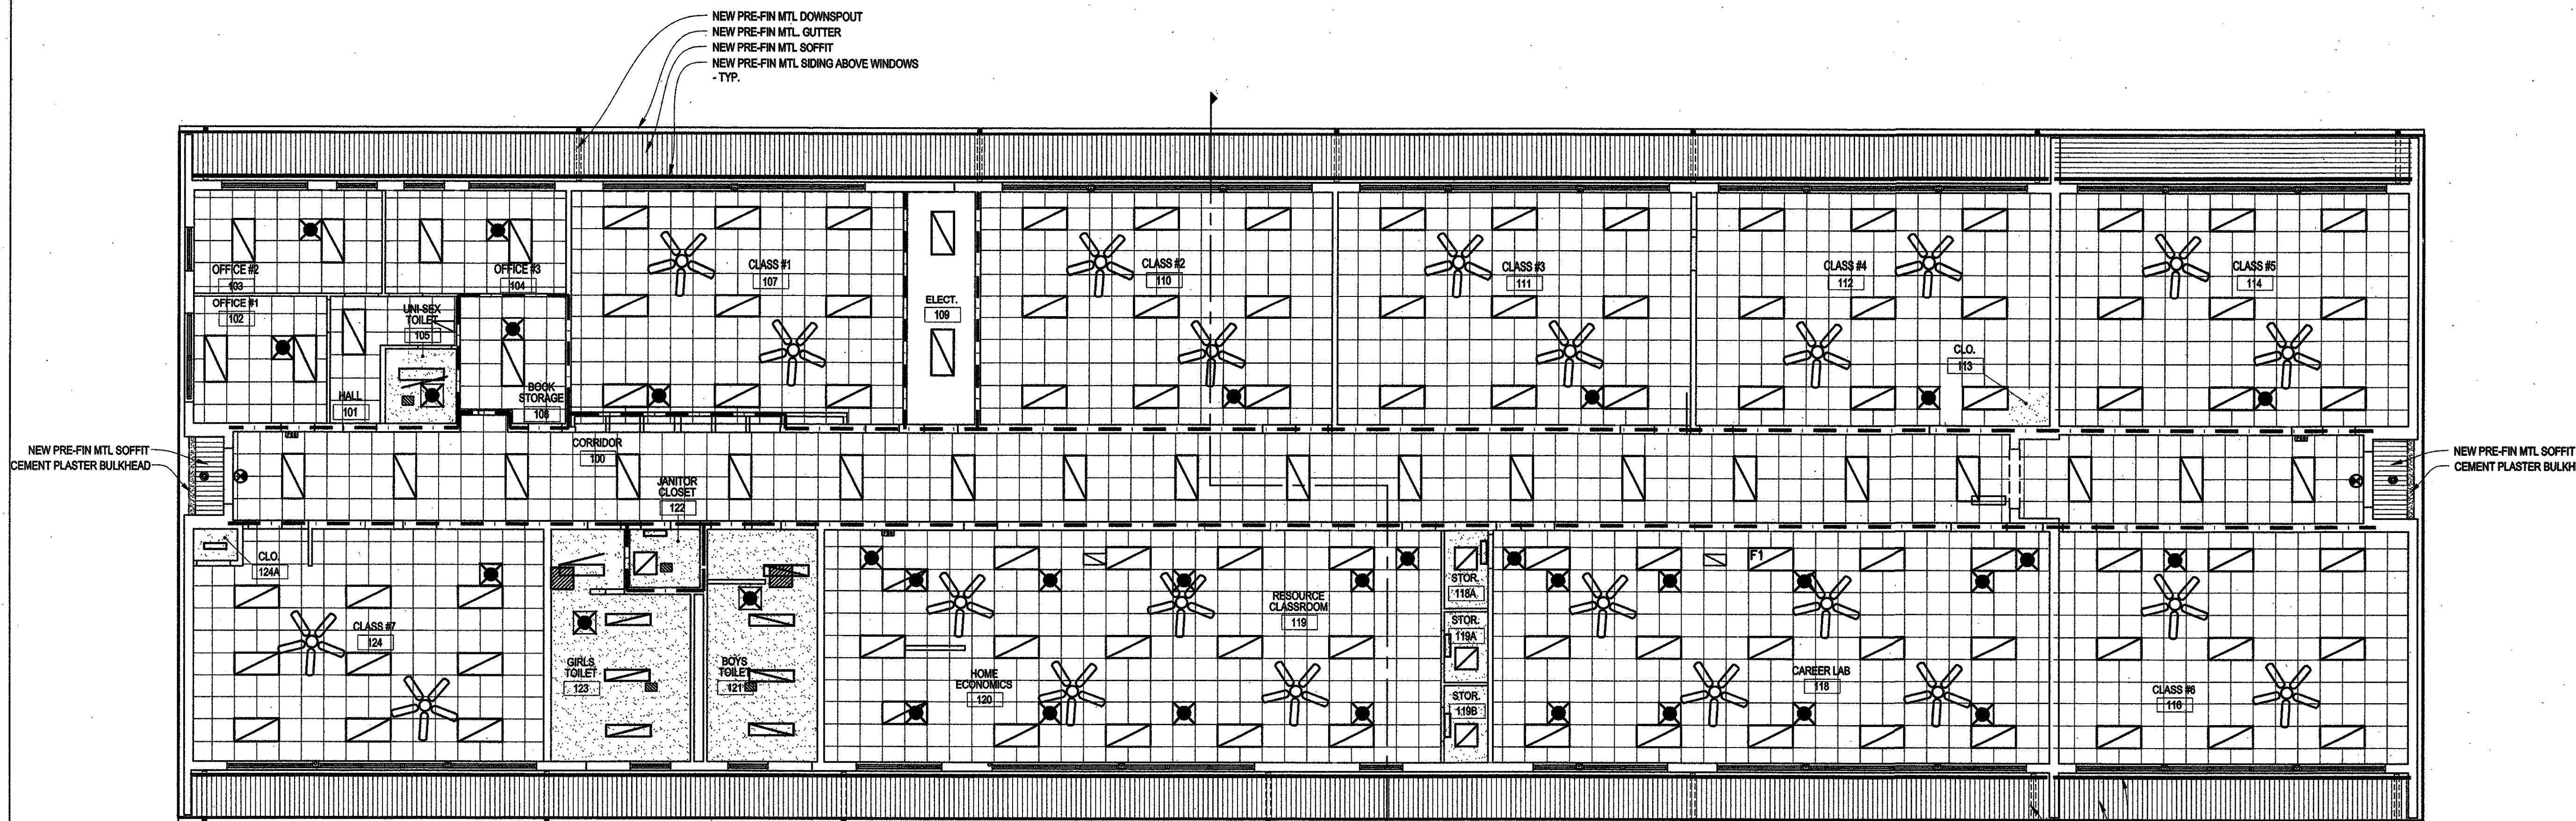 NEW PRE-FIN MTL DOWNSPOUT
NEW PRE-FIN MTL. GUTTER
NEW PRE-FIN MTL SOFFIT
NEW PRE-FIN MTL SIDING ABOVE WINDOWS
- TYP.
OFFICE #2
103
OFFICE #3
104
CLASS #1
107
ELECT.
109
CLASS #2
110
CLASS #3
111
CLASS #4
112
CLASS #5
114
OFFICE #1
102
UNI-SEX
TOILET
105
HALL
101
BOOK
STORAGE
106
CLO.
113
NEW PRE-FIN MTL SOFFIT
CEMENT PLASTER BULKHEAD
CORRIDOR
100
JANITOR
CLOSET
122
NEW PRE-FIN MTL SOFFIT
CEMENT PLASTER BULKH
CLO.
124A
CLASS #7
124
GIRLS
TOILET
123
BOYS
TOILET
121
HOME
ECONOMICS
120
RESOURCE
CLASSROOM
119
STOR.
118A
STOR.
119A
STOR.
119B
F1
CAREER LAB
118
CLASS #6
116